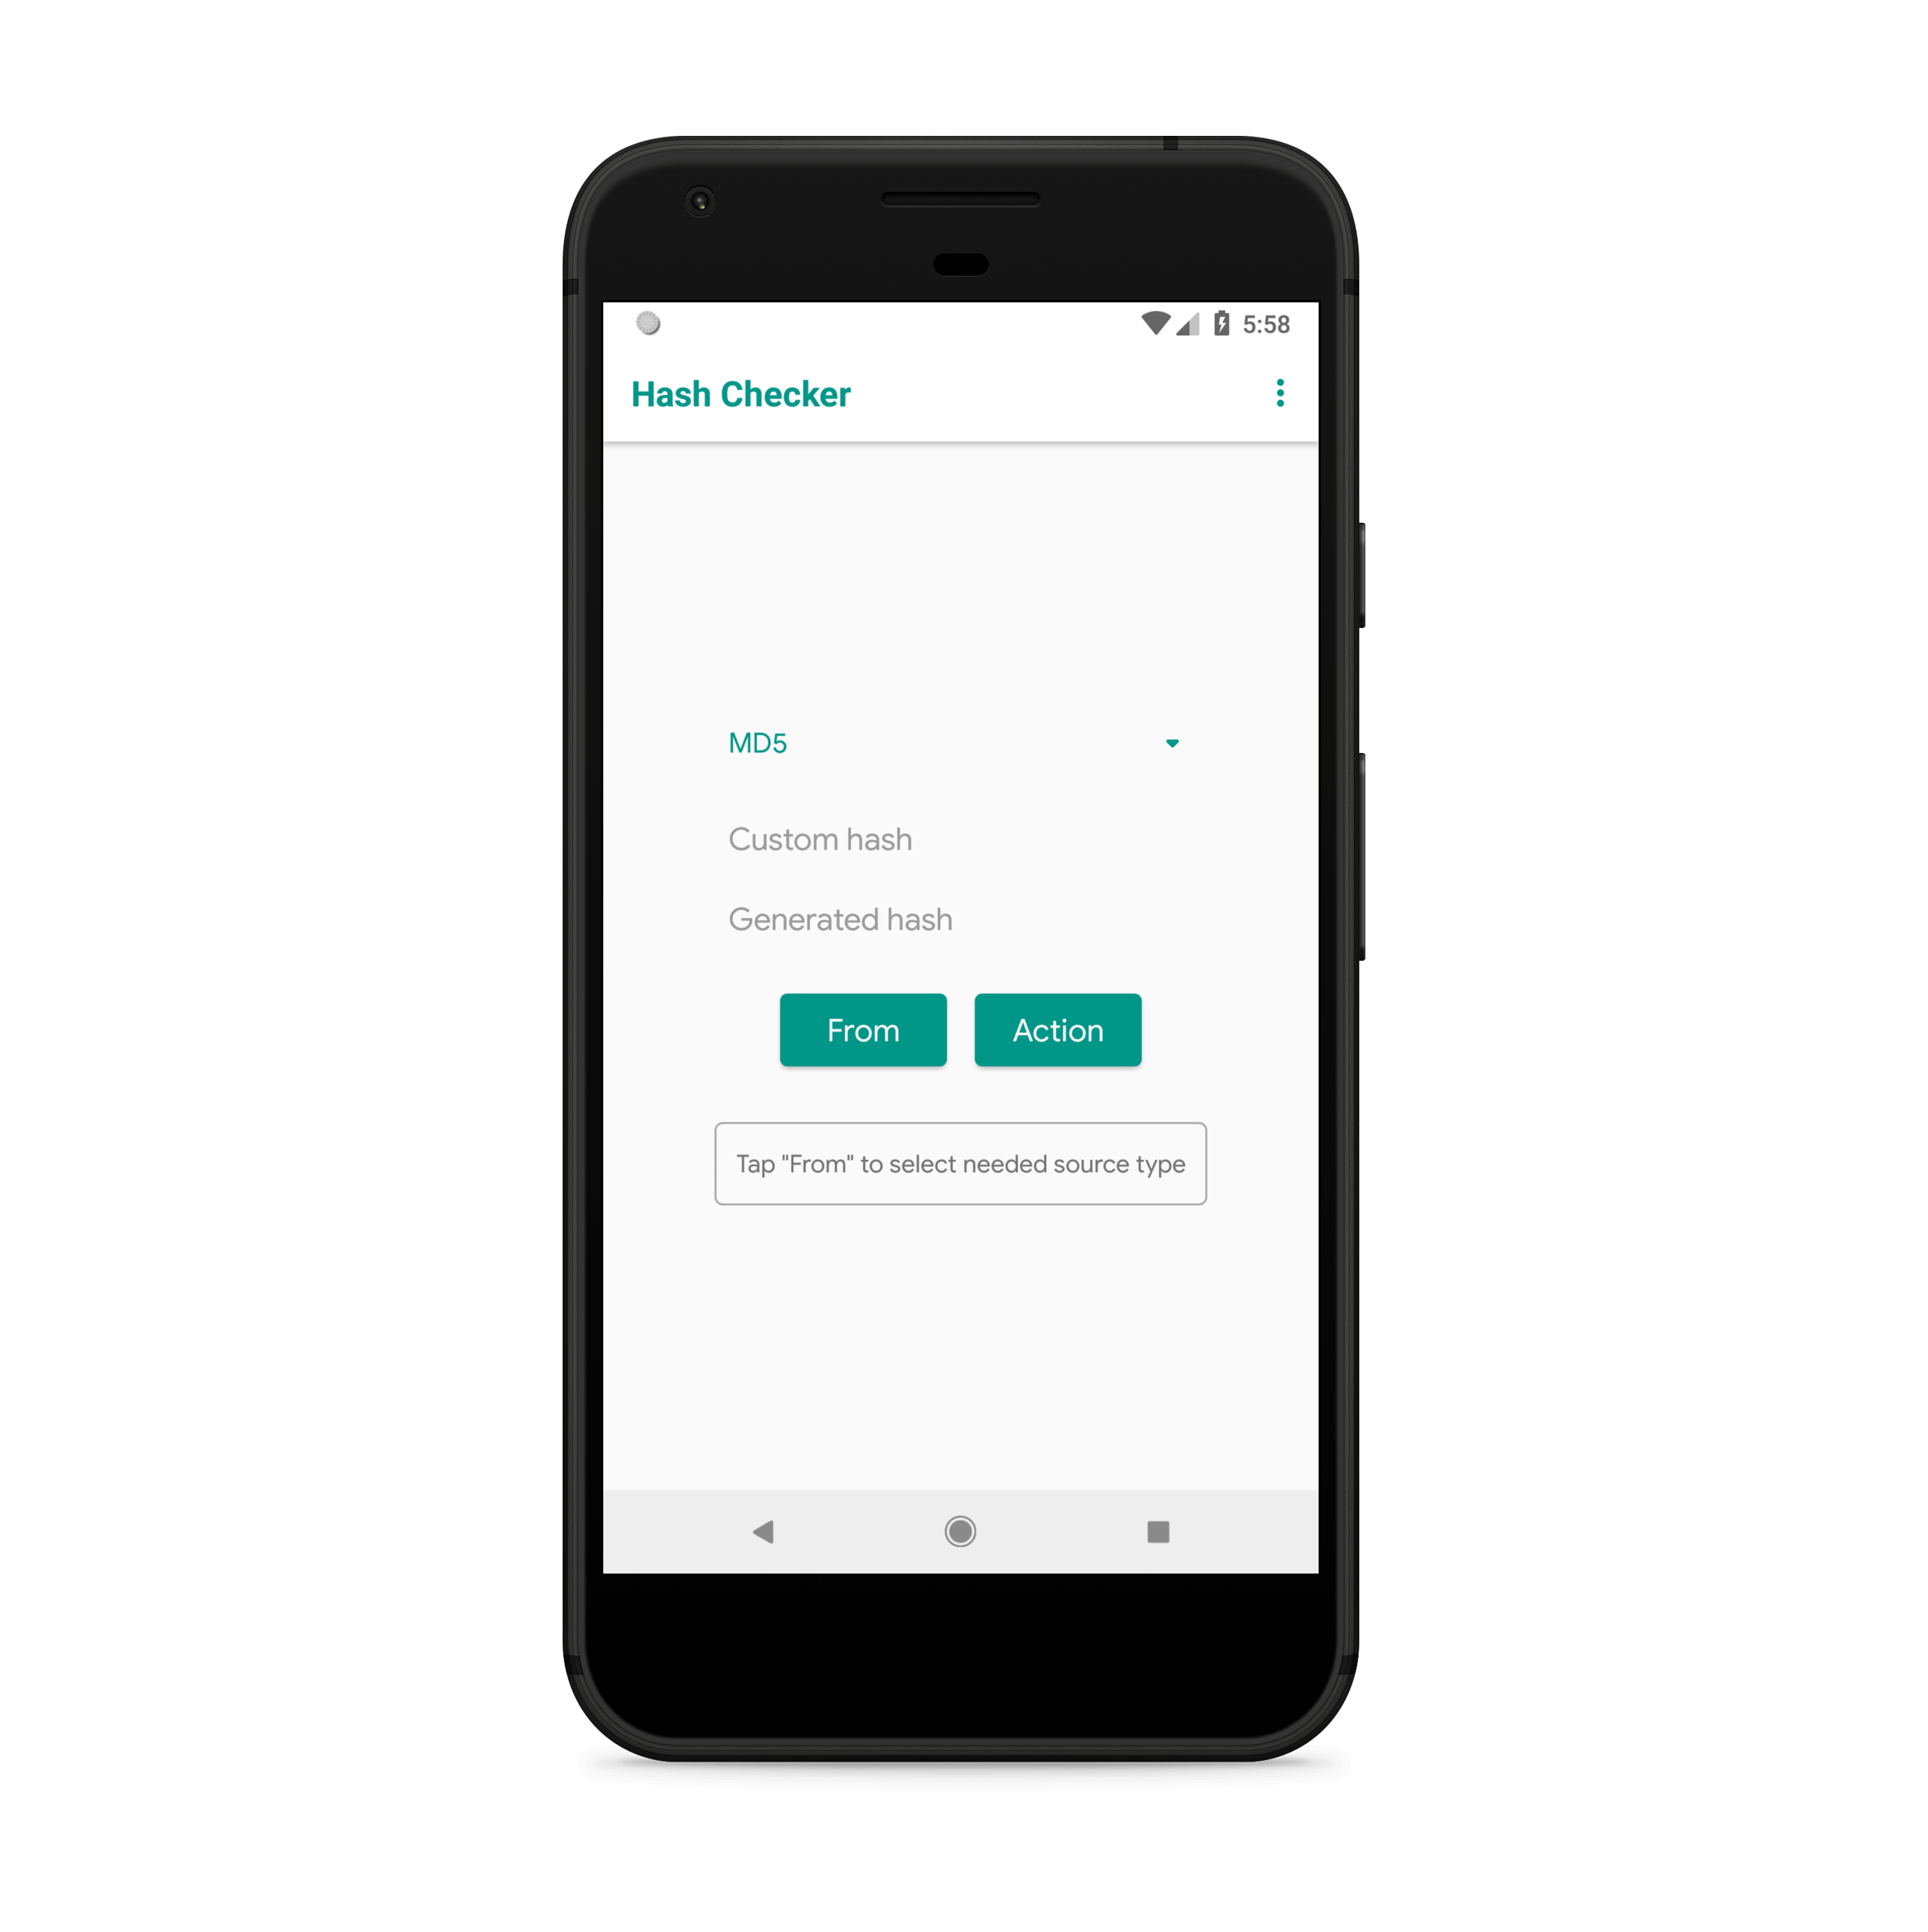 5:58
Hash Checker
MD5
Custom hash
Generated hash
From Action
Tap "From" to select needed source type